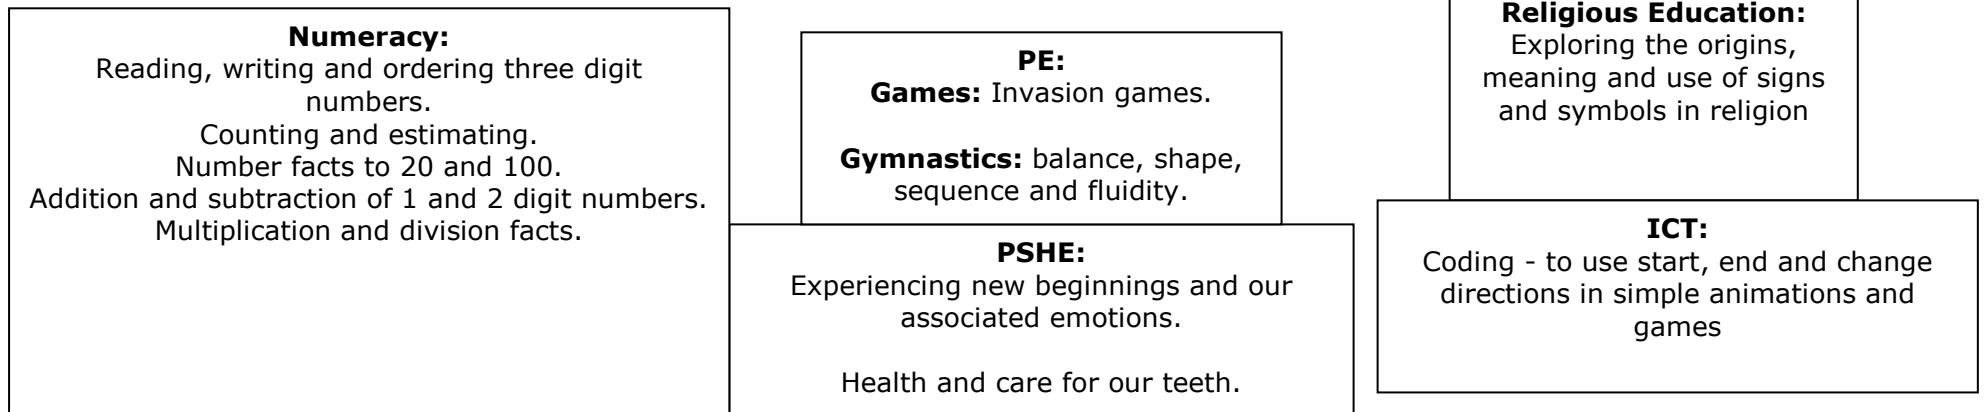 Numeracy:
Reading, writing and ordering three digit
numbers.
Counting and estimating.
Number facts to 20 and 100.
Addition and subtraction of 1 and 2 digit numbers.
Multiplication and division facts.
PE:
Games: Invasion games.
Gymnastics: balance, shape,
sequence and fluidity.
PSHE:
Experiencing new beginnings and our
associated emotions.
Health and care for our teeth.
Religious Education:
Exploring the origins,
meaning and use of signs
and symbols in religion
ICT:
Coding - to use start, end and change
directions in simple animations and
games